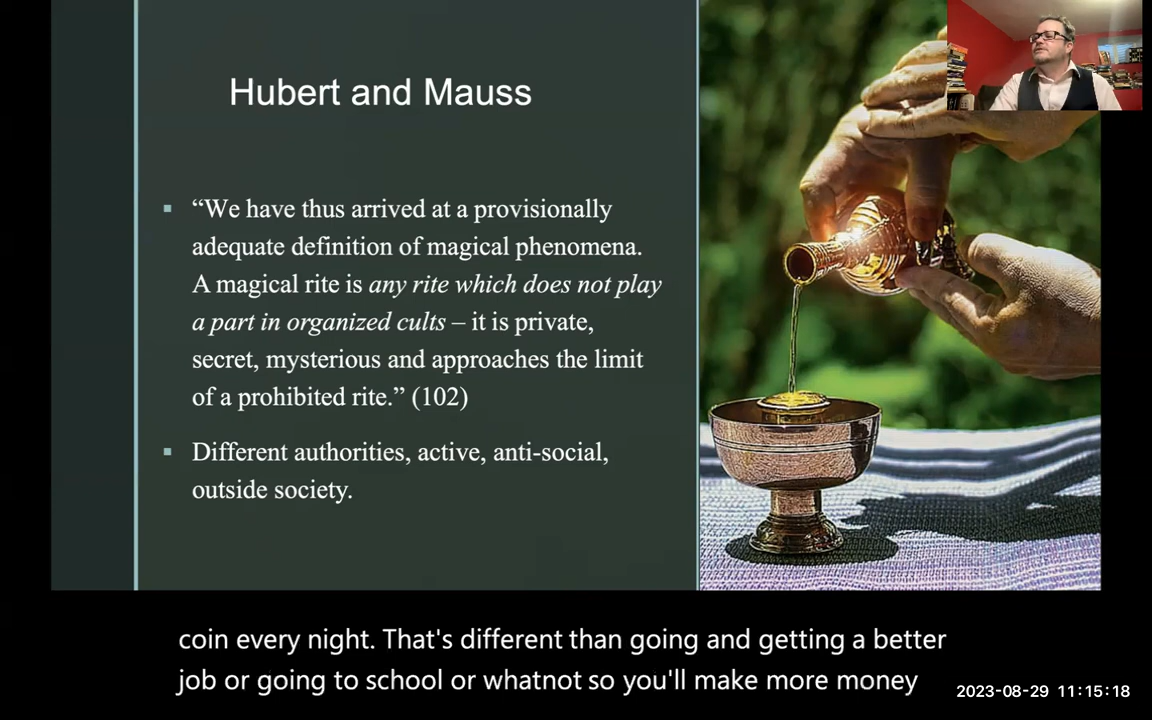 Hubert and Mauss
▪ “We have thus arrived at a provisionally
adequate definition of magical phenomena.
A magical rite is any rite which does not play
a part in organized cults – it is private,
secret, mysterious and approaches the limit
of a prohibited rite.” (102)
▪ Different authorities, active, anti-social,
outside society.
coin every night. That's different than going and getting a better
job or going to school or whatnot so you'll make more money
2023-08-29 11:15:18